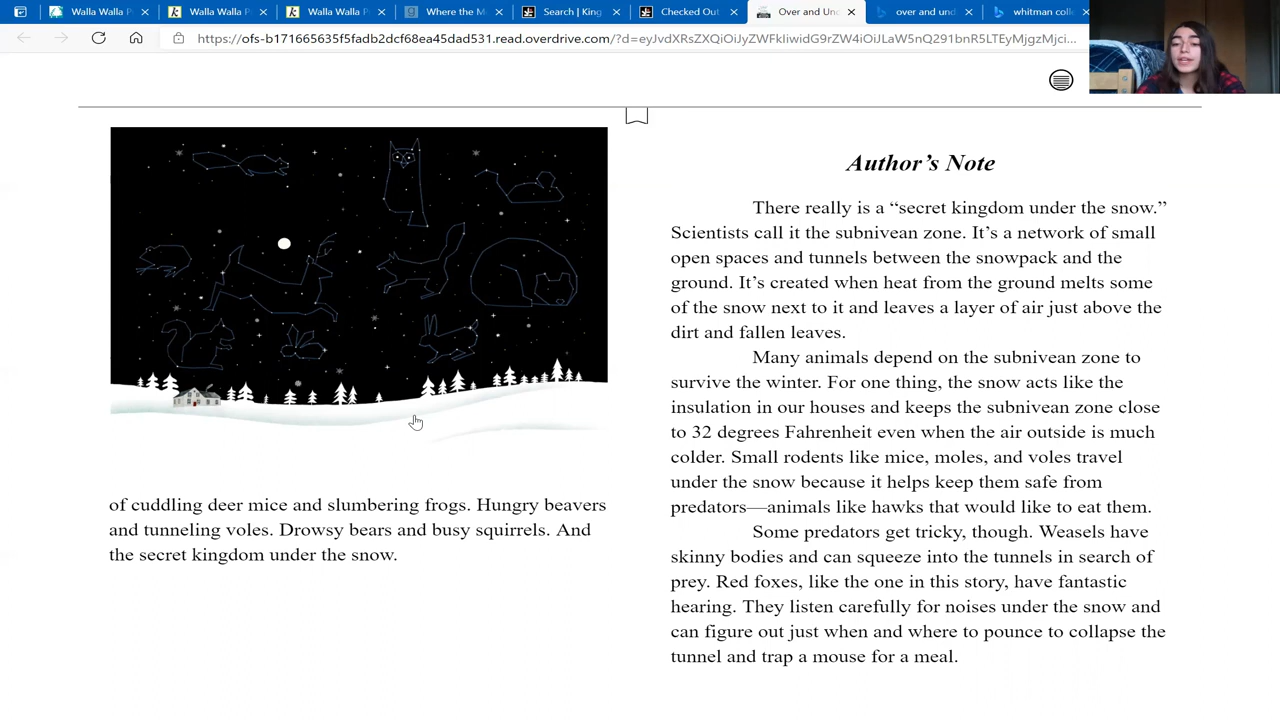 Walla Walla P
Walla Walla P
Walla Walla P
Where the M
Search | King
Checked Out
Over and Unc
over and und
whitman coll
https://ofs-b171665635f5fadb2dcf68ea45dad531.read.overdrive.com/?d=eyJvdXRsZXQiOiJyZWFkIiwidG9rZW4iOiJLaW5nQ291bnR5LTEyMjgzMjci...
of cuddling deer mice and slumbering frogs. Hungry beavers
and tunneling voles. Drowsy bears and busy squirrels. And
the secret kingdom under the snow.
Author’s Note
There really is a “secret kingdom under the snow.”
Scientists call it the subnivean zone. It’s a network of small
open spaces and tunnels between the snowpack and the
ground. It’s created when heat from the ground melts some
of the snow next to it and leaves a layer of air just above the
dirt and fallen leaves.
Many animals depend on the subnivean zone to
survive the winter. For one thing, the snow acts like the
insulation in our houses and keeps the subnivean zone close
to 32 degrees Fahrenheit even when the air outside is much
colder. Small rodents like mice, moles, and voles travel
under the snow because it helps keep them safe from
predators—animals like hawks that would like to eat them.
Some predators get tricky, though. Weasels have
skinny bodies and can squeeze into the tunnels in search of
prey. Red foxes, like the one in this story, have fantastic
hearing. They listen carefully for noises under the snow and
can figure out just when and where to pounce to collapse the
tunnel and trap a mouse for a meal.